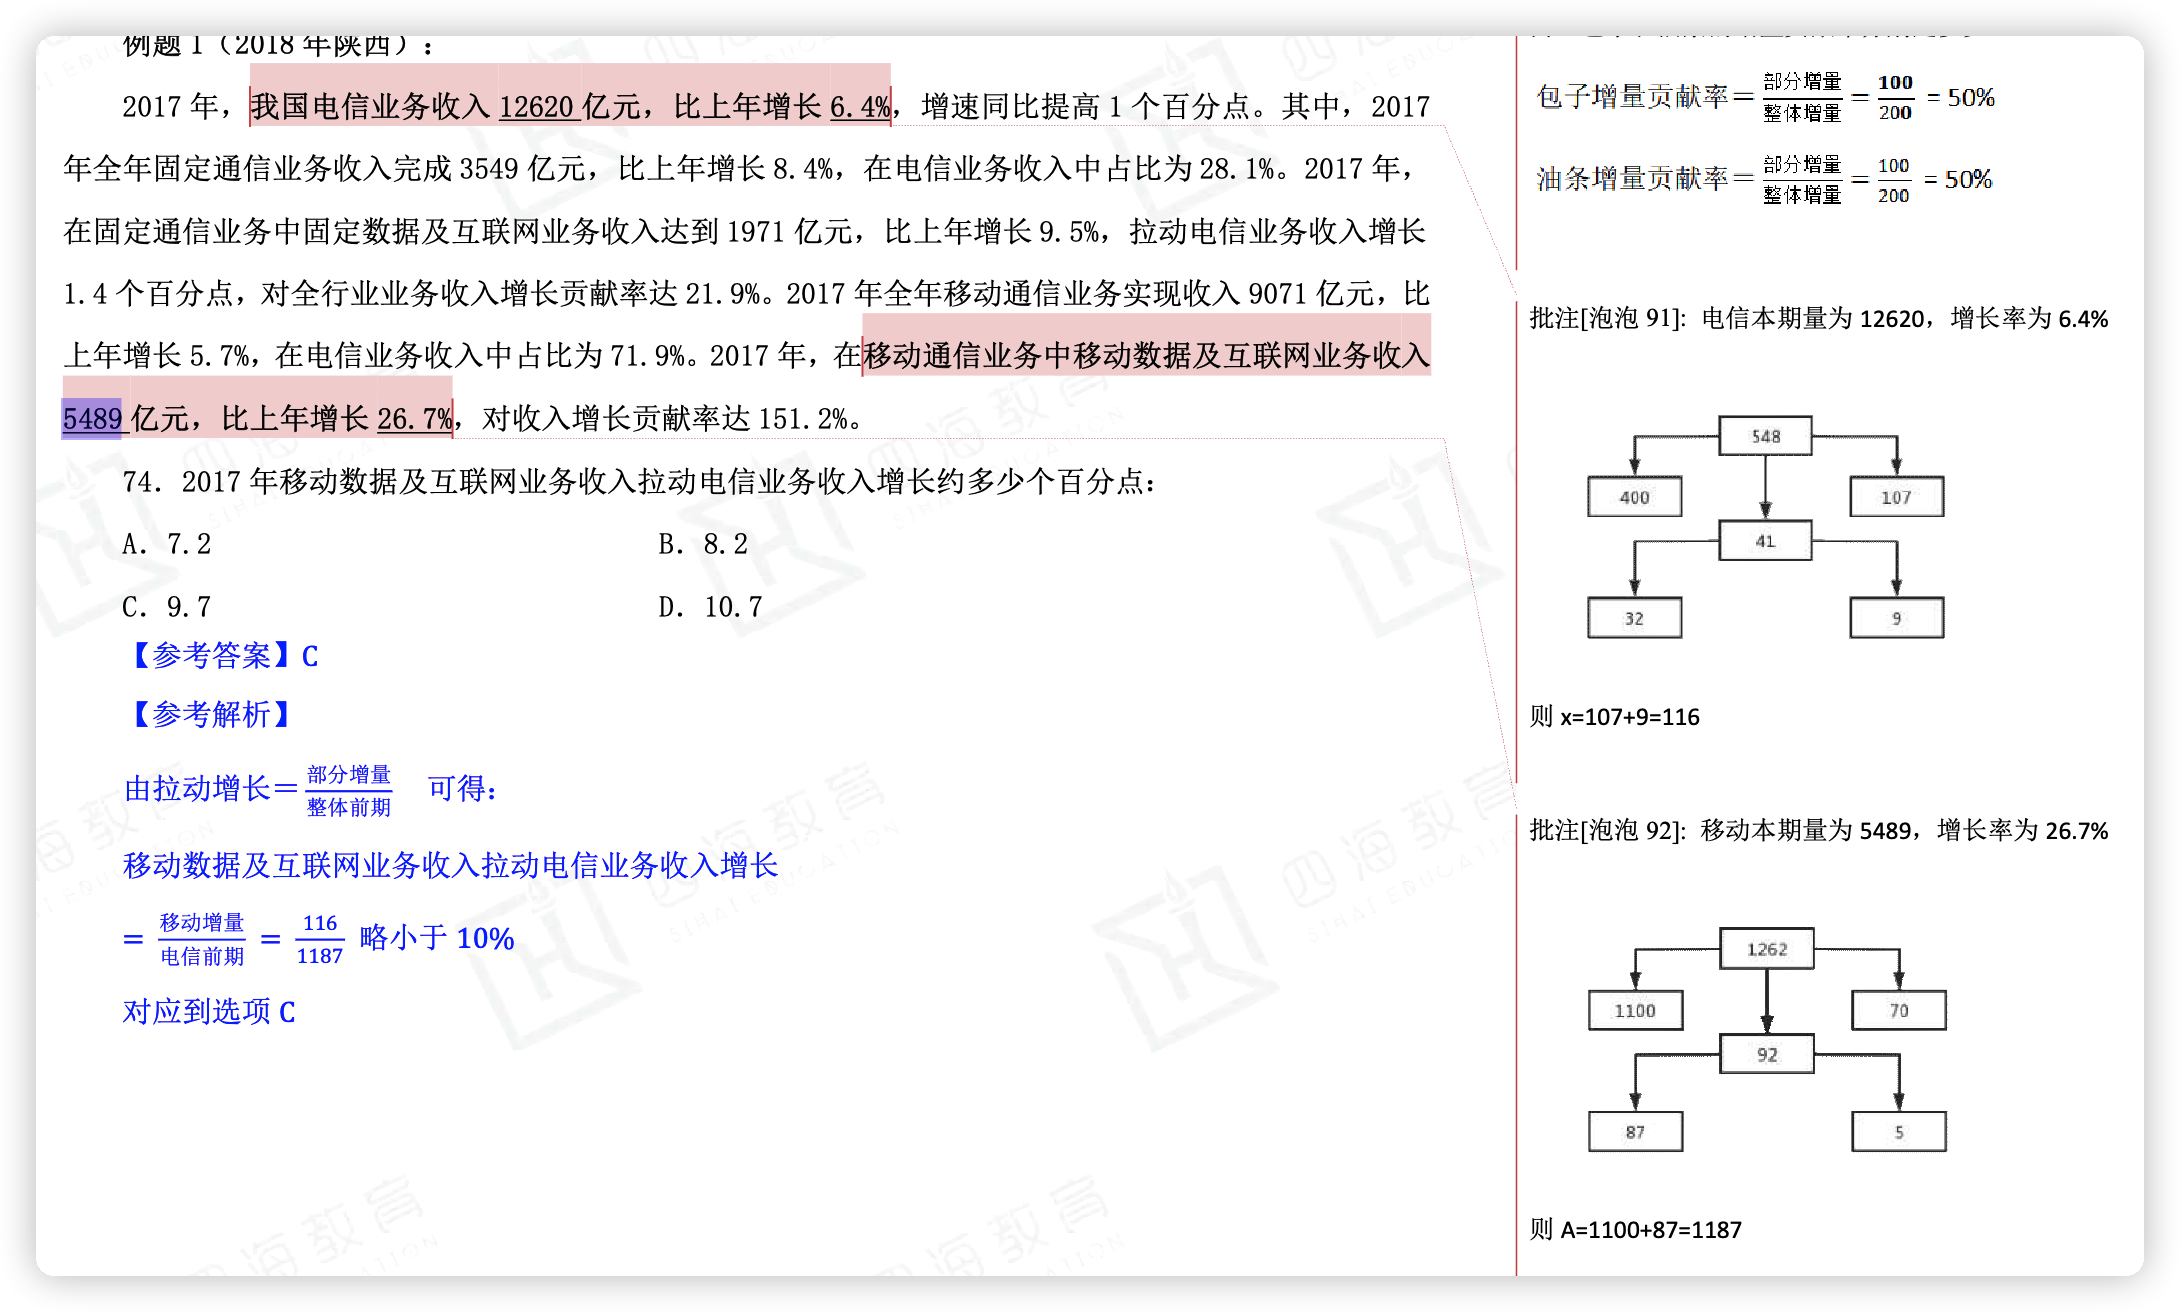 例题 1（2018 年陕西）：
2017 年，我国电信业务收入 12620 亿元，比上年增长 6.4%，增速同比提高 1 个百分点。其中，2017
年全年固定通信业务收入完成 3549 亿元，比上年增长 8.4%，在电信业务收入中占比为 28.1%。2017 年，
在固定通信业务中固定数据及互联网业务收入达到 1971 亿元，比上年增长 9.5%，拉动电信业务收入增长
1.4 个百分点，对全行业业务收入增长贡献率达 21.9%。2017 年全年移动通信业务实现收入 9071 亿元，比
上年增长 5.7%，在电信业务收入中占比为 71.9%。2017 年，在移动通信业务中移动数据及互联网业务收入
5489 亿元，比上年增长 26.7%，对收入增长贡献率达 151.2%。
74. 2017 年移动数据及互联网业务收入拉动电信业务收入增长约多少个百分点：
A. 7.2
B. 8.2
C. 9.7
D. 10.7
【参考答案】C
【参考解析】
由拉动增长＝部分增量/整体前期 可得：
移动数据及互联网业务收入拉动电信业务收入增长
= 移动增量/电信前期 = 116/1187 略小于 10%
对应到选项 C
包子增量贡献率＝部分增量/整体增量 = 100/200 = 50%
油条增量贡献率＝部分增量/整体增量 = 100/200 = 50%
批注[泡泡 91]: 电信本期量为 12620，增长率为 6.4%
548
400
107
41
32
9
则 x=107+9=116
批注[泡泡 92]: 移动本期量为 5489，增长率为 26.7%
1262
1100
70
92
87
5
则 A=1100+87=1187
四海教育
SIHAI EDUCATION